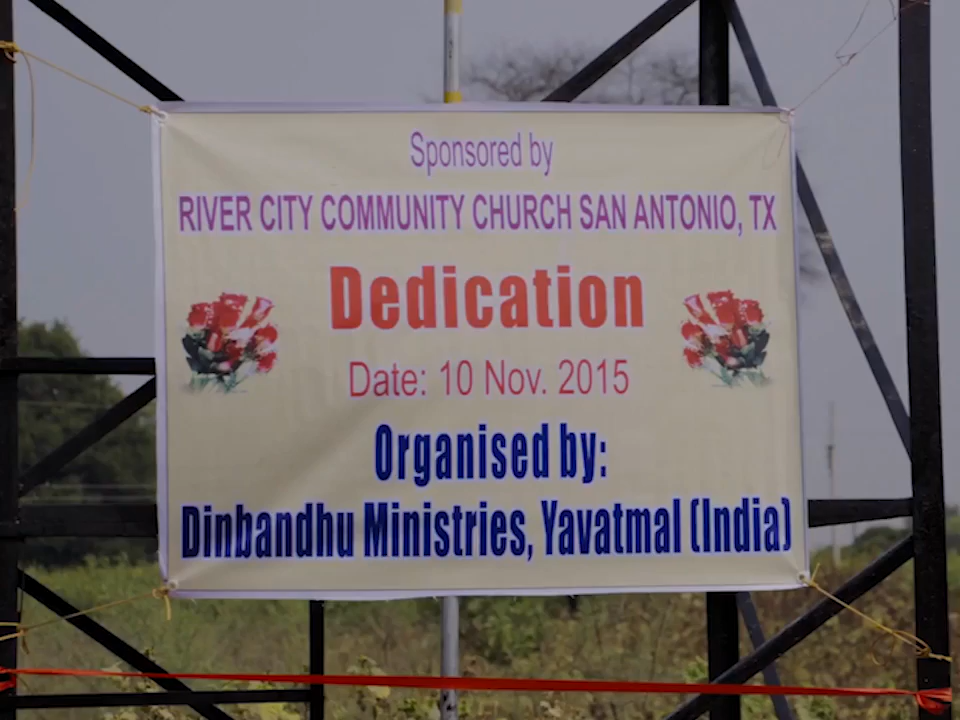 Sponsored by
RIVER CITY COMMUNITY CHURCH SAN ANTONIO, TX
Dedication
Date: 10 Nov. 2015
Organised by:
Dinbandhu Ministries, Yavatmal (India)